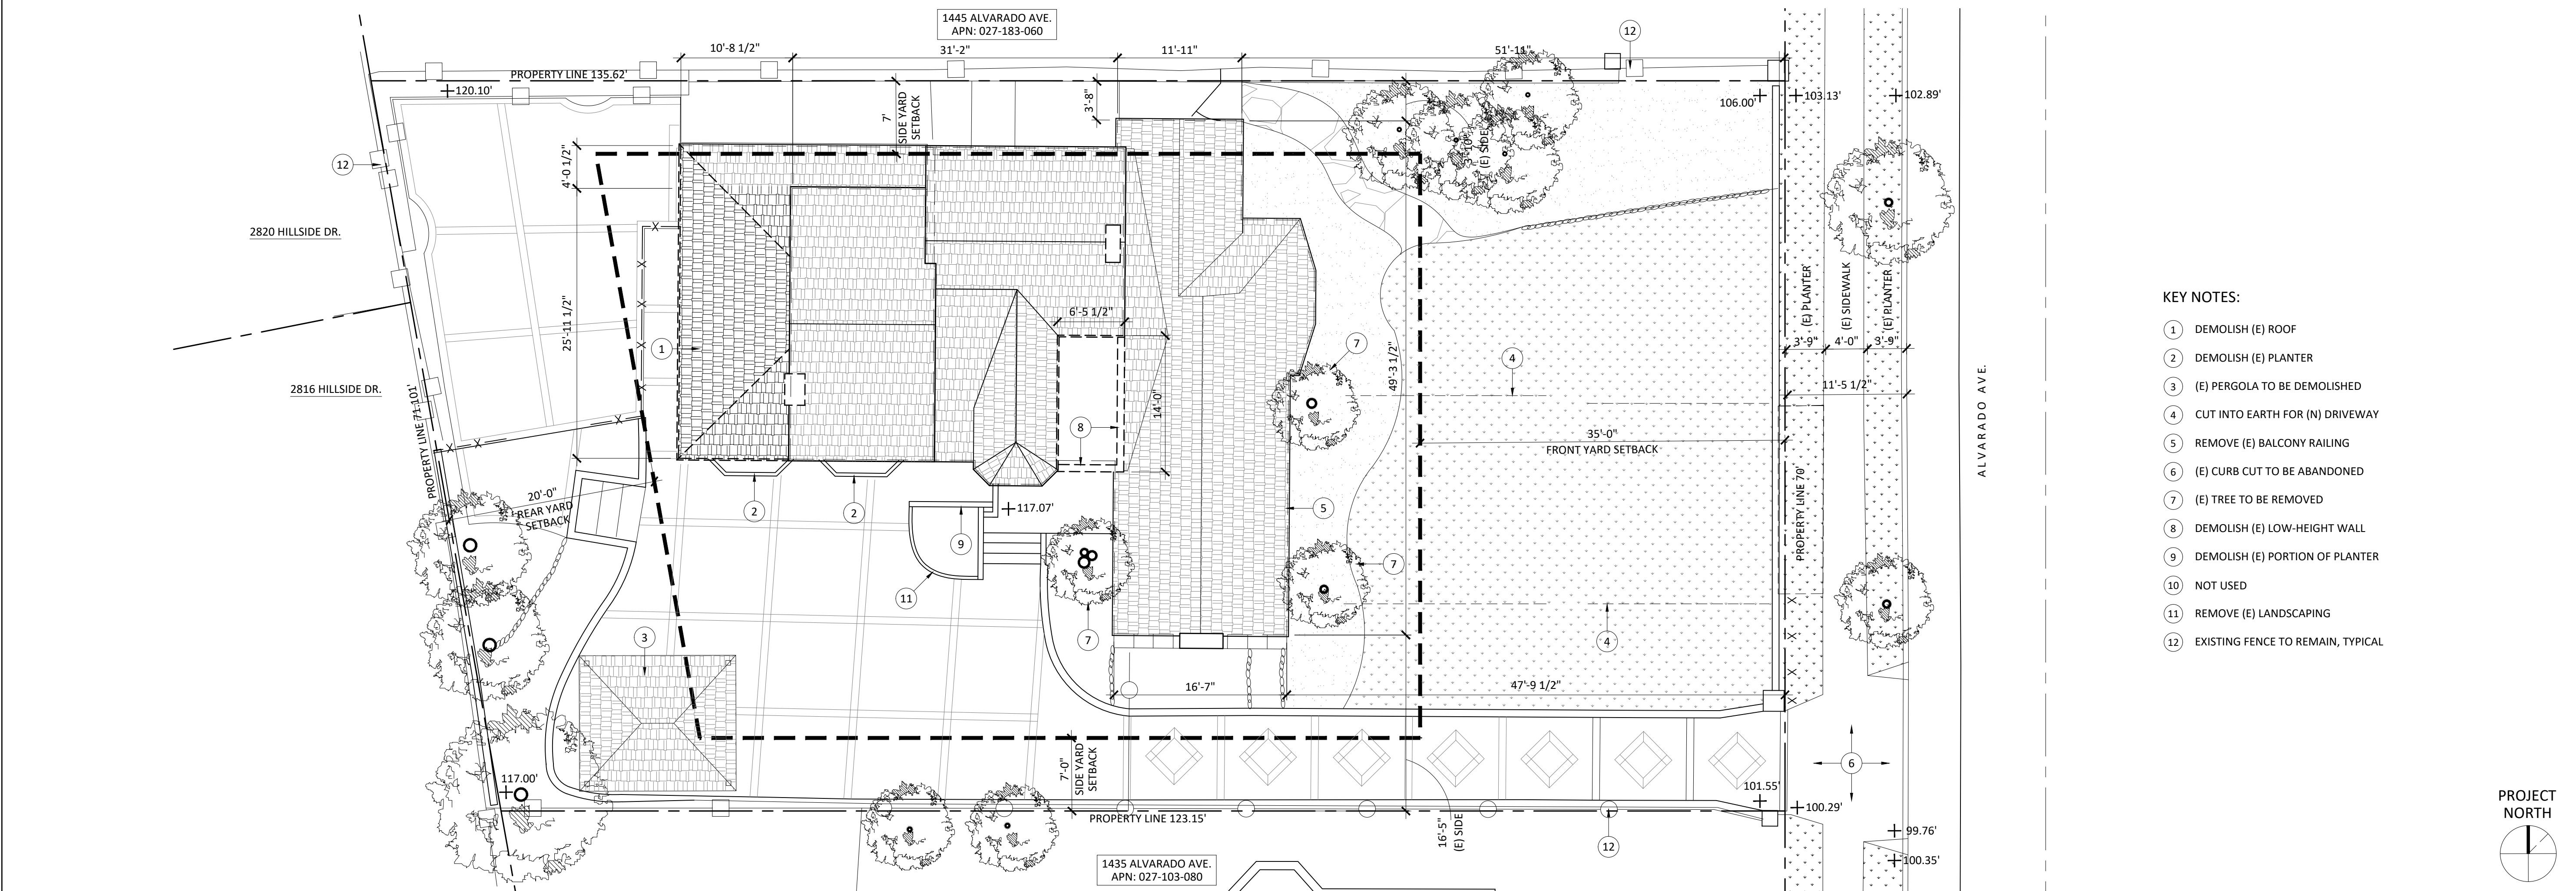 1445 ALVARADO AVE.
APN: 027-183-060
12
10'-8 1/2"
31'-2"
11'-11"
51'-11"
PROPERTY LINE 135.62'
120.10'
7'
SIDE YARD
SETBACK
3'-8"
106.00'
103.13'
102.89'
12
4'-0 1/2"
3'-10"
(E) SIDE
2820 HILLSIDE DR.
25'-11 1/2"
1
6'-5 1/2"
7
49'-3 1/2"
4
(E) PLANTER
(E) SIDEWALK
(E) PLANTER
3'-9"
4'-0"
3'-9"
11'-5 1/2"
ALVARADO AVE.
2816 HILLSIDE DR.
PROPERTY LINE 71.101'
14'-0"
8
35'-0"
FRONT YARD SETBACK
PROPERTY LINE 70'
20'-0"
REAR YARD
SETBACK
2
2
117.07'
5
9
7
11
7
3
4
16'-7"
47'-9 1/2"
7'-0"
SIDE YARD
SETBACK
6
117.00'
101.55'
100.29'
PROPERTY LINE 123.15'
16'-5"
(E) SIDE
99.76'
12
100.35'
1435 ALVARADO AVE.
APN: 027-103-080
KEY NOTES:
1 DEMOLISH (E) ROOF
2 DEMOLISH (E) PLANTER
3 (E) PERGOLA TO BE DEMOLISHED
4 CUT INTO EARTH FOR (N) DRIVEWAY
5 REMOVE (E) BALCONY RAILING
6 (E) CURB CUT TO BE ABANDONED
7 (E) TREE TO BE REMOVED
8 DEMOLISH (E) LOW-HEIGHT WALL
9 DEMOLISH (E) PORTION OF PLANTER
10 NOT USED
11 REMOVE (E) LANDSCAPING
12 EXISTING FENCE TO REMAIN, TYPICAL
PROJECT
NORTH